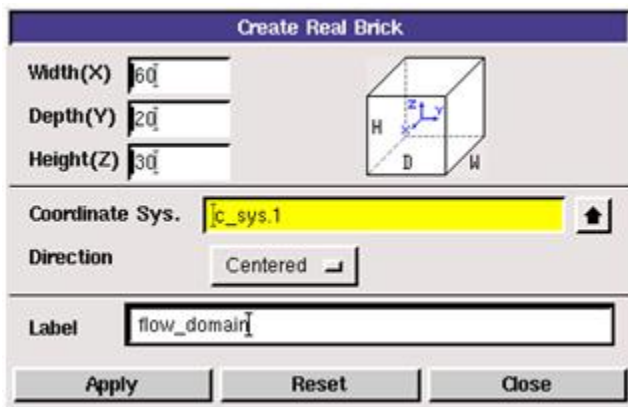 Create Real Brick
Width(X) 60
Depth(Y) 20
Height(Z) 30
Z
Y
X
H
D
W
Coordinate Sys. c_sys.1
Direction Centered
Label flow_domain
Apply Reset Close